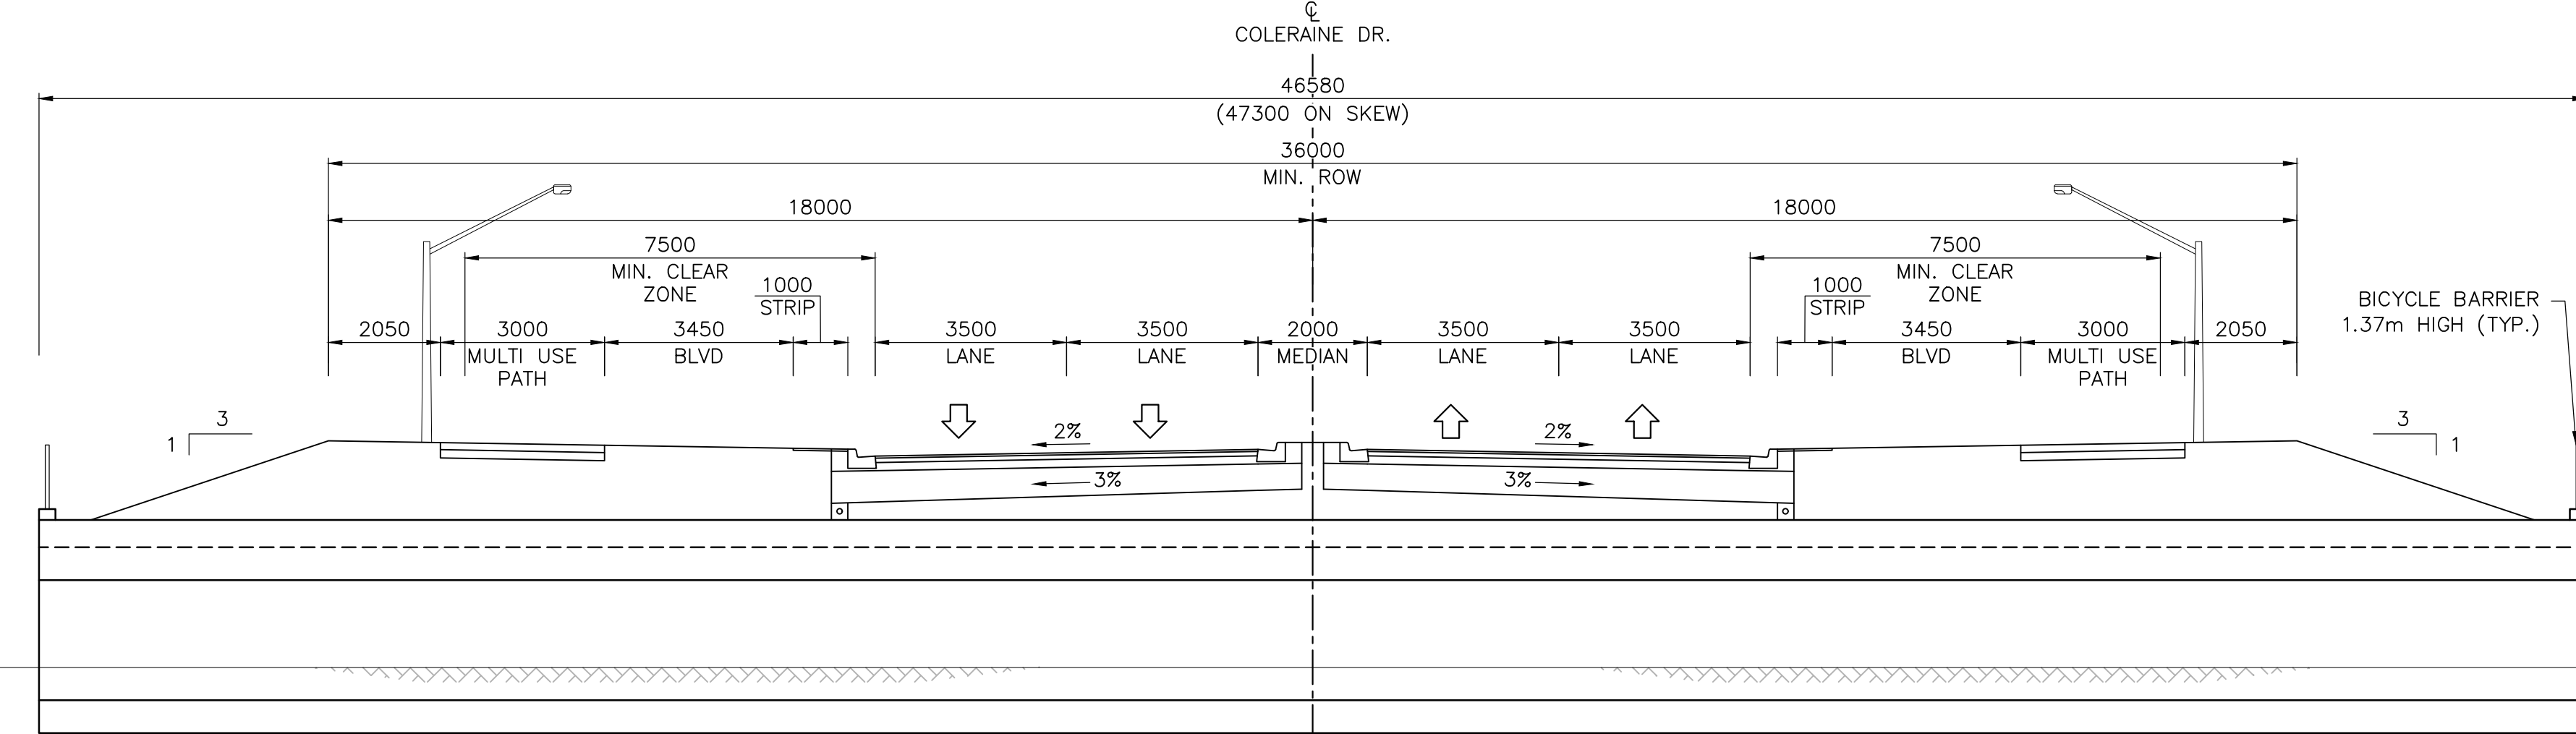 ℄
COLERAINE DR.
46580
(47300 ON SKEW)
36000
MIN. ROW
18000
18000
7500
MIN. CLEAR
ZONE
7500
MIN. CLEAR
ZONE
1000
STRIP
1000
STRIP
BICYCLE BARRIER
1.37m HIGH (TYP.)
2050
3000
MULTI USE
PATH
3450
BLVD
3500
LANE
3500
LANE
2000
MEDIAN
3500
LANE
3500
LANE
3450
BLVD
3000
MULTI USE
PATH
2050
3
1
2%
2%
3
1
3%
3%